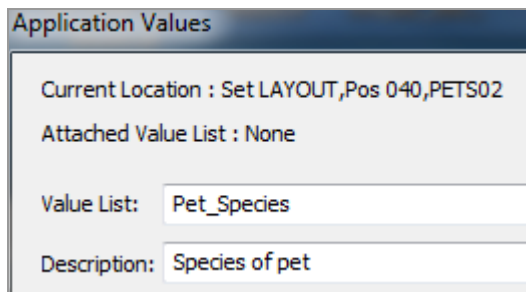 Application Values
Current Location : Set LAYOUT,Pos 040,PETS02
Attached Value List : None
Value List: Pet_Species
Description: Species of pet